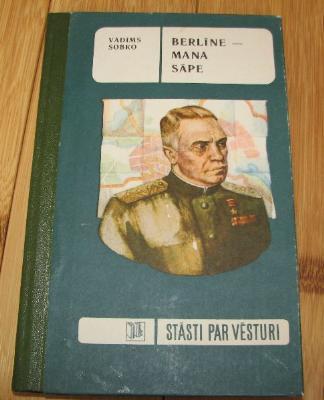 VADIMS
SOBKO
BERLĪNE —
MANA
SĀPE
STĀSTI PAR VĒSTURI